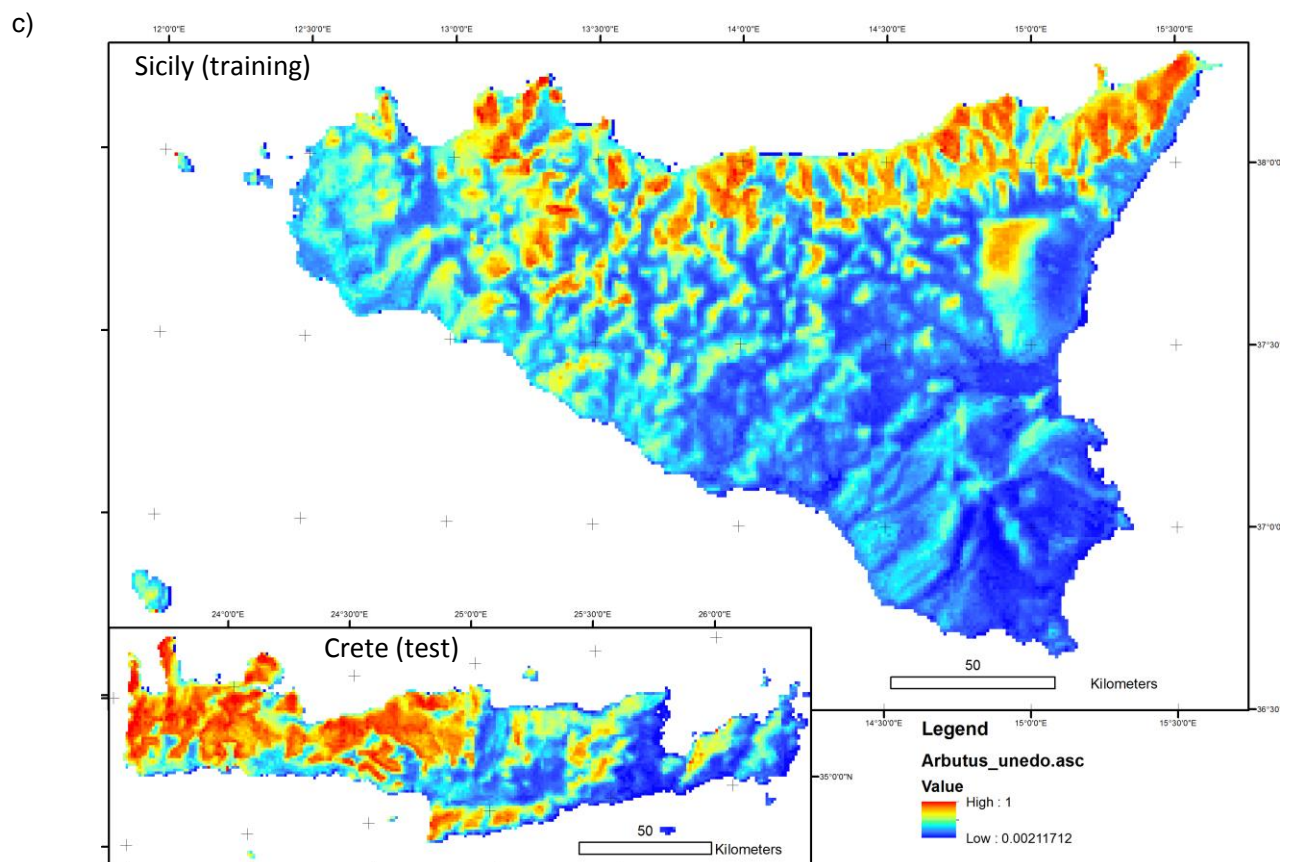 c)
12°0'0"E 12°30'0"E 13°0'0"E 13°30'0"E 14°0'0"E 14°30'0"E 15°0'0"E 15°30'0"E
Sicily (training)
38°0'0"
37°30'0
37°0'0"
50
Kilometers
24°0'0"E 24°30'0"E 25°0'0"E 25°30'0"E 26°0'0"E
Crete (test)
35°0'0"N
50
Kilometers
36°30'0
14°30'0"E 15°0'0"E 15°30'0"E
Legend
Arbutus_unedo.asc
Value
High : 1
Low : 0.00211712